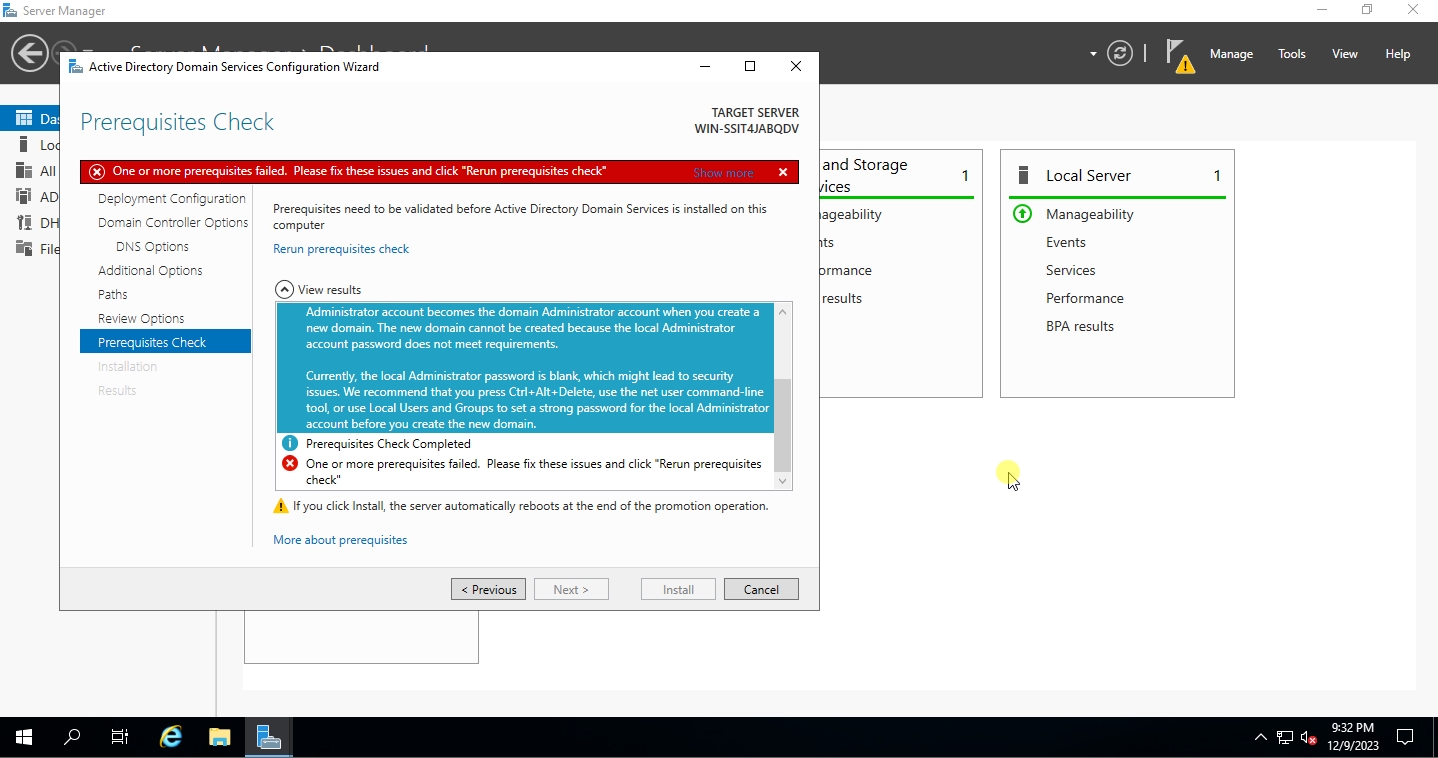 Server Manager
Manage
Tools
View
Help
Active Directory Domain Services Configuration Wizard
Prerequisites Check
TARGET SERVER
WIN-SSIT4JABQDV
One or more prerequisites failed.  Please fix these issues and click "Rerun prerequisites check"
Show more
Deployment Configuration
Domain Controller Options
DNS Options
Additional Options
Paths
Review Options
Prerequisites Check
Installation
Results
Prerequisites need to be validated before Active Directory Domain Services is installed on this
computer
Rerun prerequisites check
View results
Administrator account becomes the domain Administrator account when you create a
new domain. The new domain cannot be created because the local Administrator
account password does not meet requirements.
Currently, the local Administrator password is blank, which might lead to security
issues. We recommend that you press Ctrl+Alt+Delete, use the net user command-line
tool, or use Local Users and Groups to set a strong password for the local Administrator
account before you create the new domain.
Prerequisites Check Completed
One or more prerequisites failed.  Please fix these issues and click "Rerun prerequisites
check"
If you click Install, the server automatically reboots at the end of the promotion operation.
More about prerequisites
< Previous
Next >
Install
Cancel
All
AD
DH
File
and Storage
1
results
Local Server
1
Manageability
Events
Services
Performance
BPA results
9:32 PM
12/9/2023